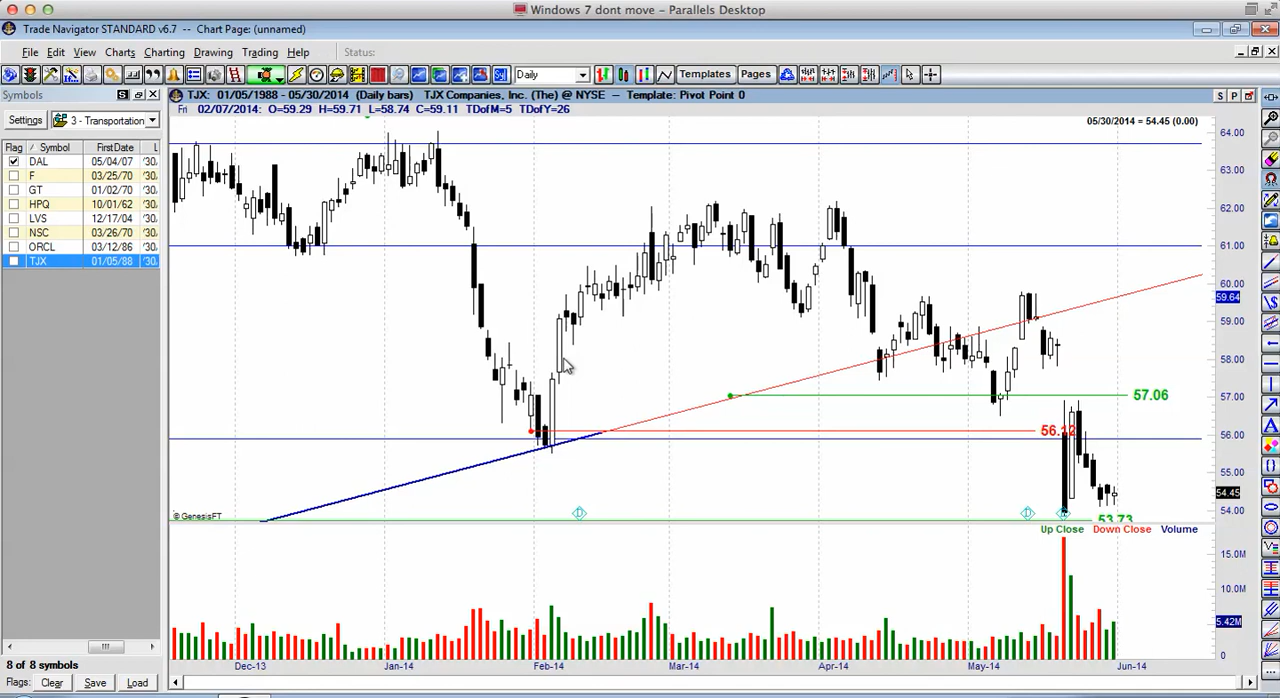 Windows 7 dont move - Parallels Desktop
Trade Navigator STANDARD v6.7 -- Chart Page: (unnamed)
File Edit View Charts Charting Drawing Trading Help Status:
Daily Templates Pages
Symbols S
TJX: 01/05/1988 - 05/30/2014 (Daily bars) TJX Companies, Inc. (The) @ NYSE -- Template: Pivot Point 0 S P
Fri 02/07/2014: O=59.29 H=59.71 L=58.74 C=59.11 TDofM=5 TDofY=26
Settings 3 - Transportation
05/30/2014 = 54.45 (0.00)
Flag / Symbol FirstDate L
DAL 05/04/07 '30,
F 03/25/70 '30,
GT 01/02/70 '30,
HPQ 10/01/62 '30,
LVS 12/17/04 '30,
NSC 03/26/70 '30,
ORCL 03/12/86 '30,
TJX 01/05/88 '30,
64.00
63.00
62.00
61.00
60.00
59.64
59.00
58.00
57.00
56.00
55.00
54.45
54.00
57.06
56.12
53.73
D D D
© GenesisFT
Up Close Down Close Volume
15.0M
10.0M
5.42M
0
Dec-13 Jan-14 Feb-14 Mar-14 Apr-14 May-14 Jun-14
8 of 8 symbols
Flags: Clear Save Load